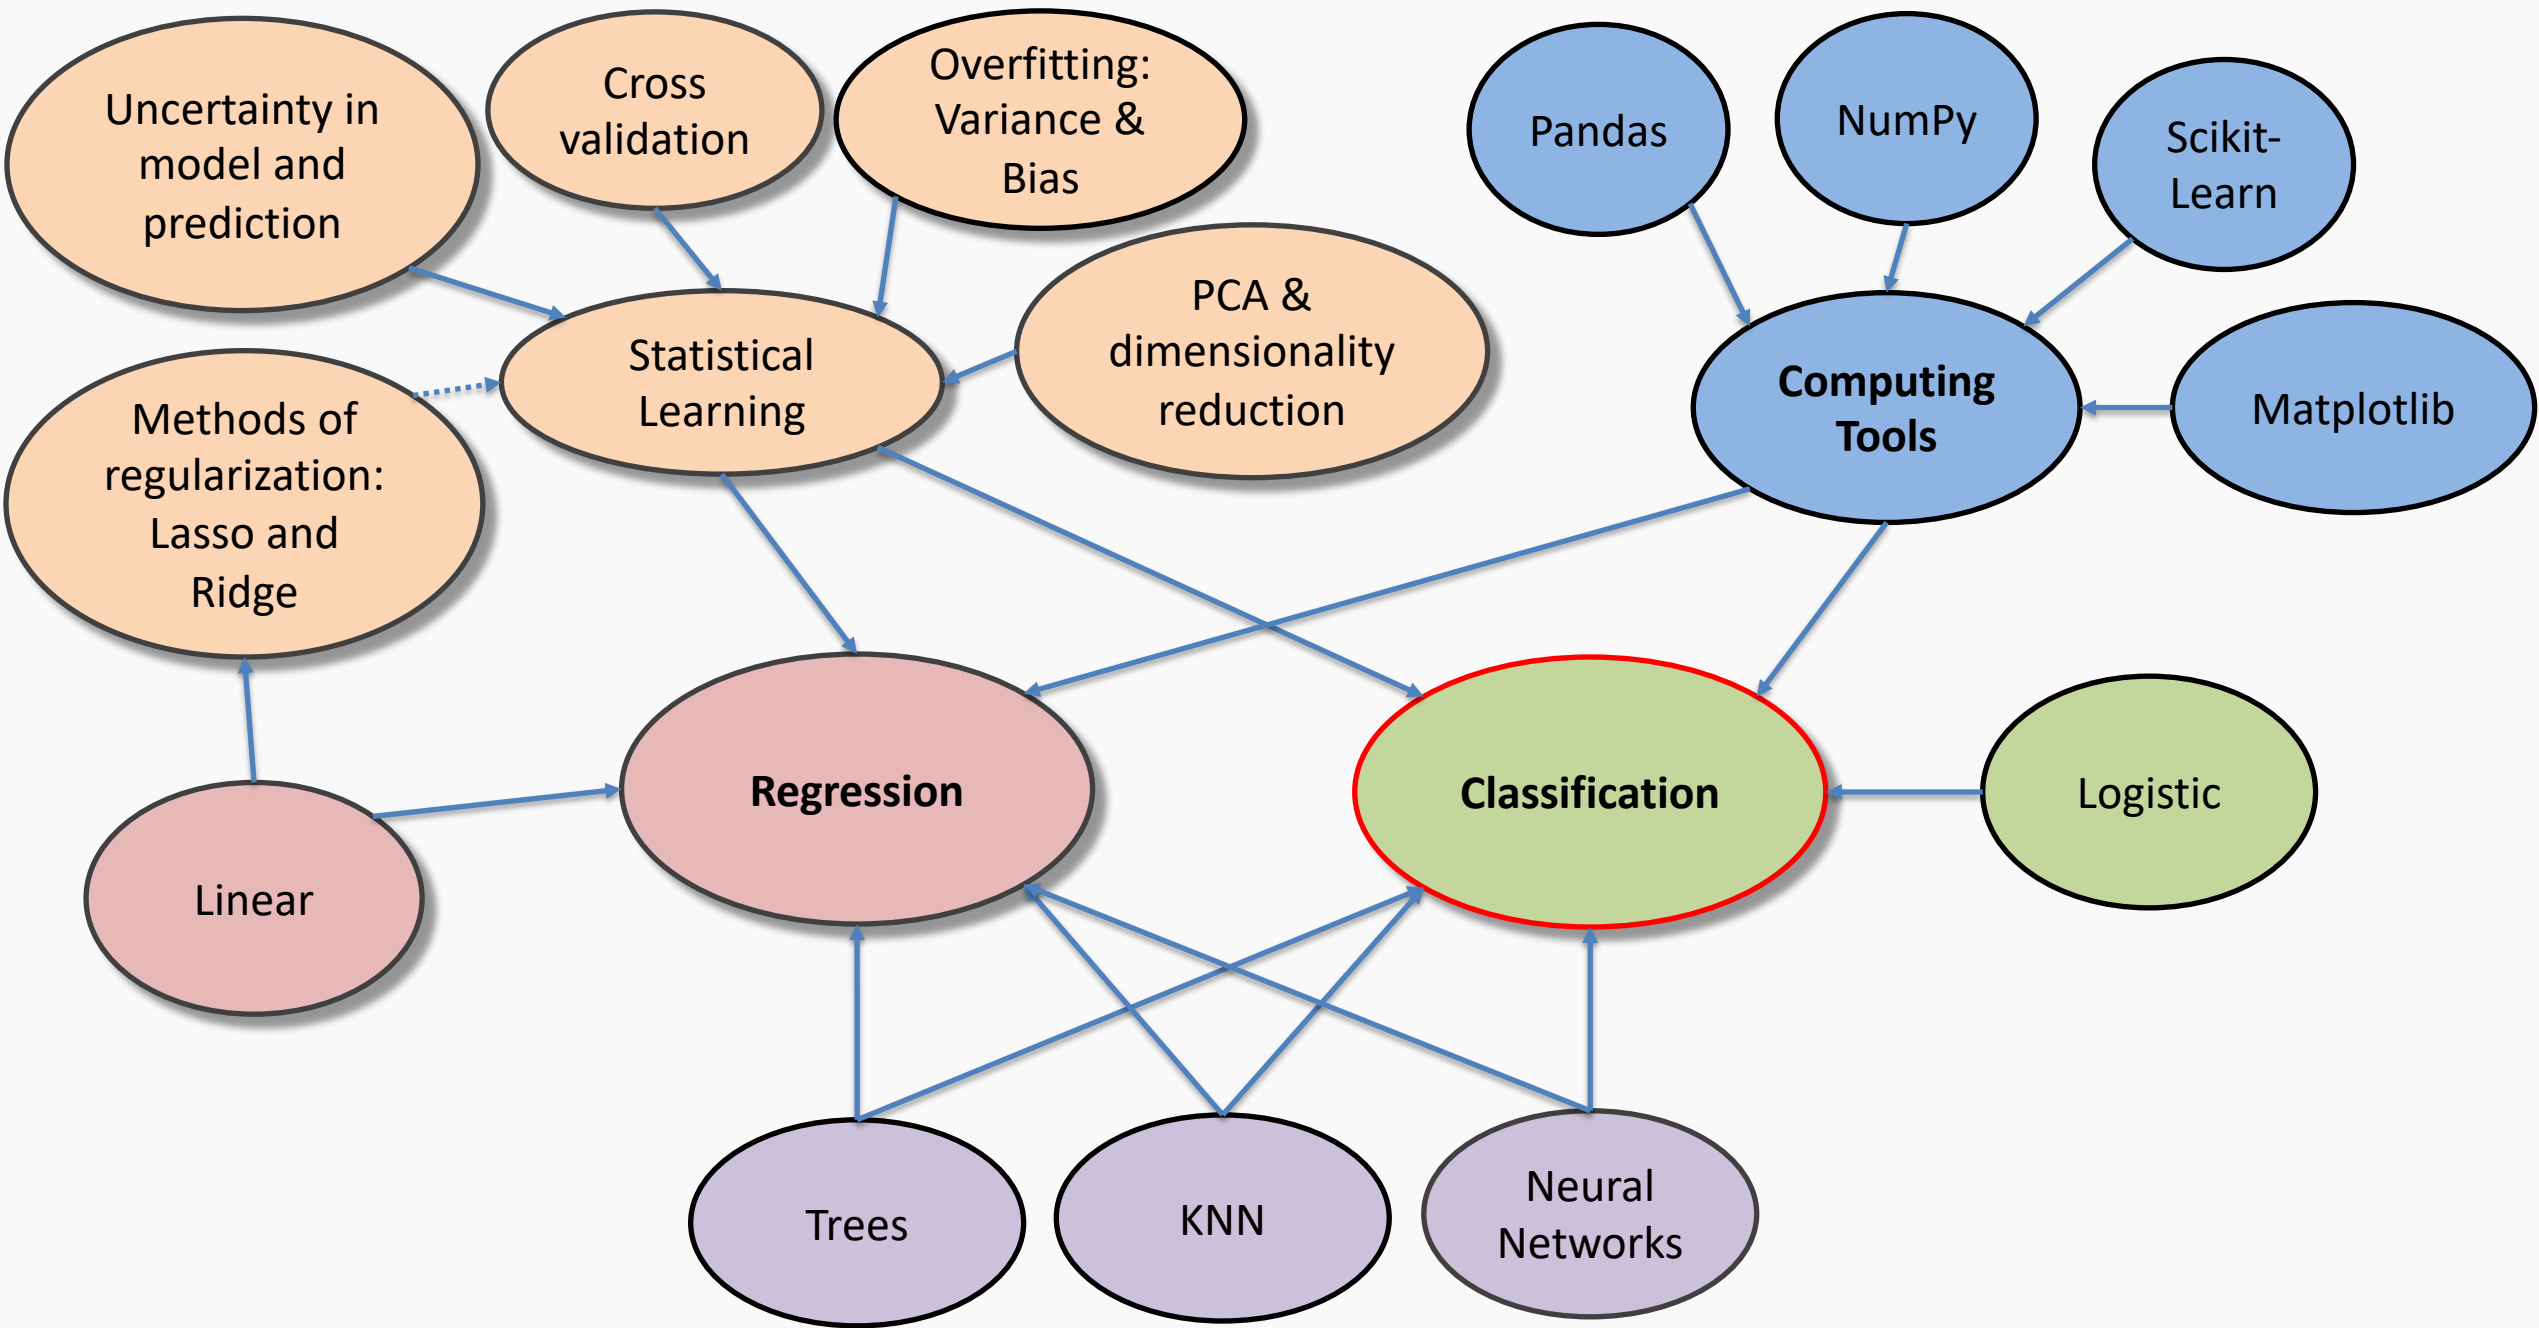 Uncertainty in
model and
prediction
Cross
validation
Overfitting:
Variance &
Bias
Pandas
NumPy
Scikit-
Learn
PCA &
dimensionality
reduction
Statistical
Learning
Computing
Tools
Matplotlib
Methods of
regularization:
Lasso and
Ridge
Regression
Classification
Logistic
Linear
Trees
KNN
Neural
Networks